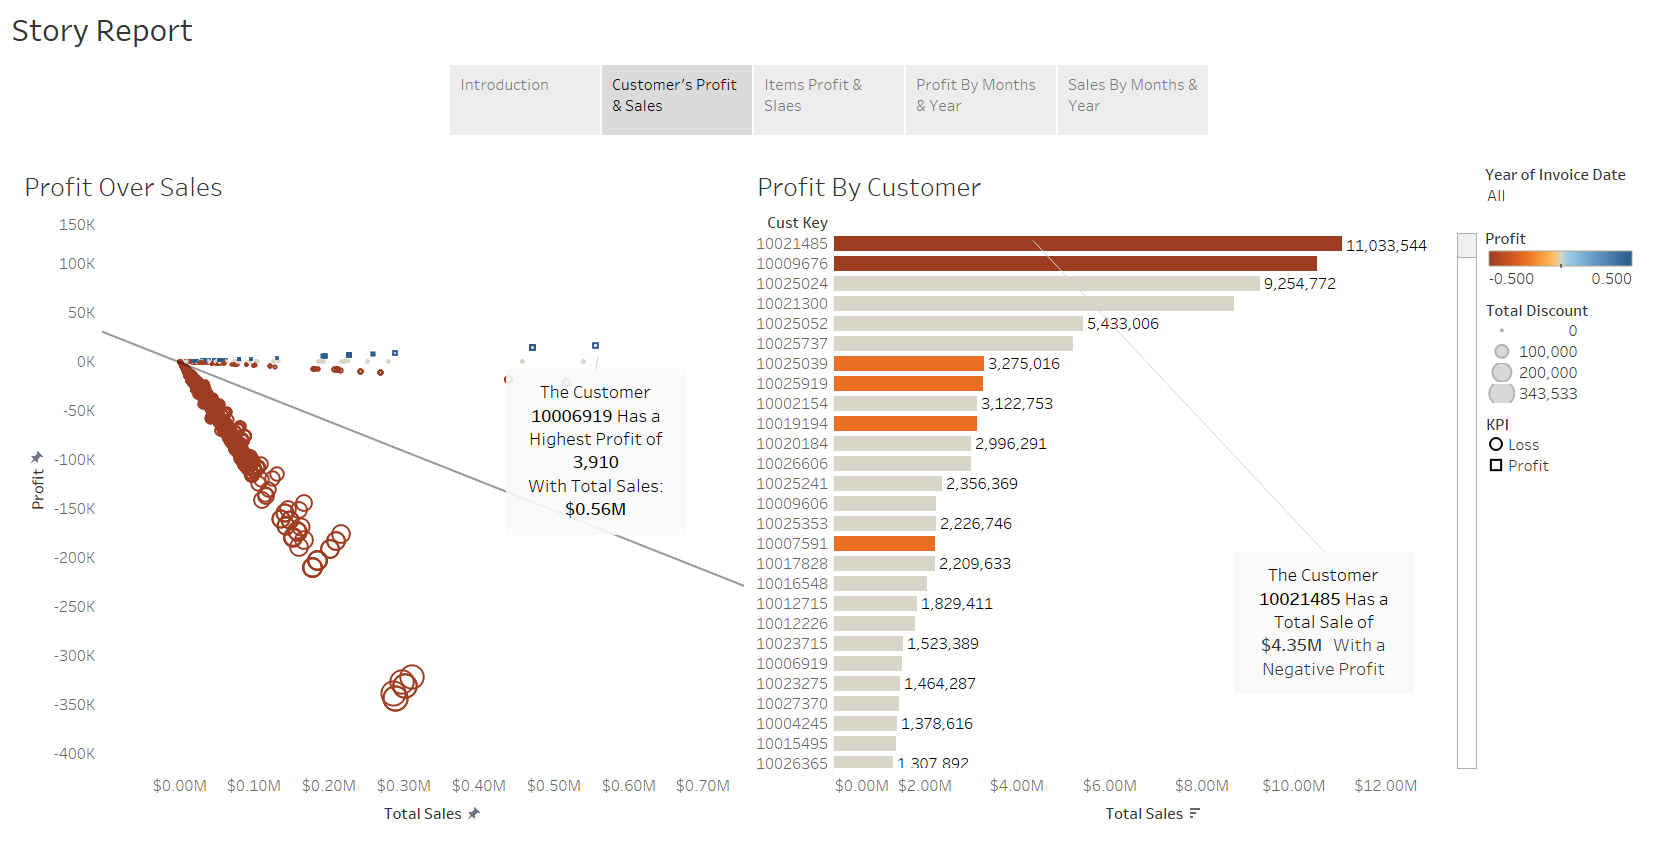 Story Report
Introduction
Customer's Profit
& Sales
Items Profit &
Slaes
Profit By Months
& Year
Sales By Months &
Year
Profit Over Sales
150K
100K
50K
0K
-50K
-100K
-150K
-200K
-250K
-300K
-350K
-400K
Profit
$0.00M $0.10M $0.20M $0.30M $0.40M $0.50M $0.60M $0.70M
Total Sales
The Customer
10006919 Has a
Highest Profit of
3,910
With Total Sales:
$0.56M
Profit By Customer
Cust Key
10021485 11,033,544
10009676
10025024 9,254,772
10021300
10025052 5,433,006
10025737
10025039 3,275,016
10025919
10002154 3,122,753
10019194
10020184 2,996,291
10026606
10025241 2,356,369
10009606
10025353 2,226,746
10007591
10017828 2,209,633
10016548
10012715 1,829,411
10012226
10023715 1,523,389
10006919
10023275 1,464,287
10027370
10004245 1,378,616
10015495
10026365 1,307,892
$0.00M $2.00M $4.00M $6.00M $8.00M $10.00M $12.00M
Total Sales
The Customer
10021485 Has a
Total Sale of
$4.35M With a
Negative Profit
Year of Invoice Date
All
Profit
-0.500 0.500
Total Discount
0
100,000
200,000
343,533
KPI
Loss
Profit